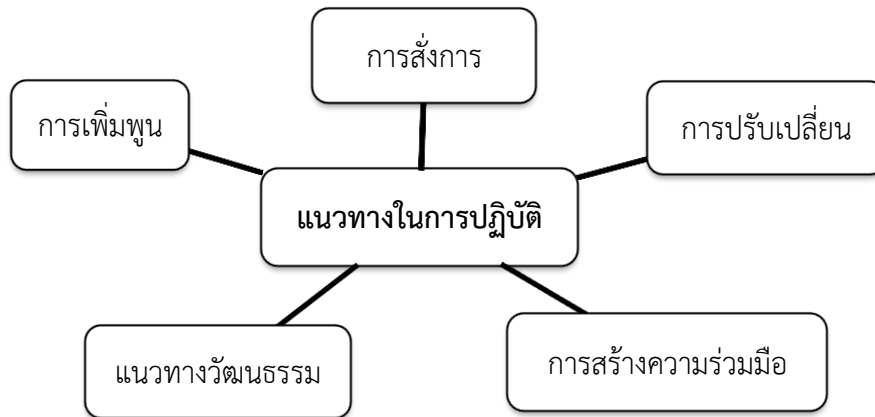 การสั่งการ
การเพิ่มพูน
การปรับเปลี่ยน
แนวทางในการปฏิบัติ
แนวทางวัฒนธรรม
การสร้างความร่วมมือ